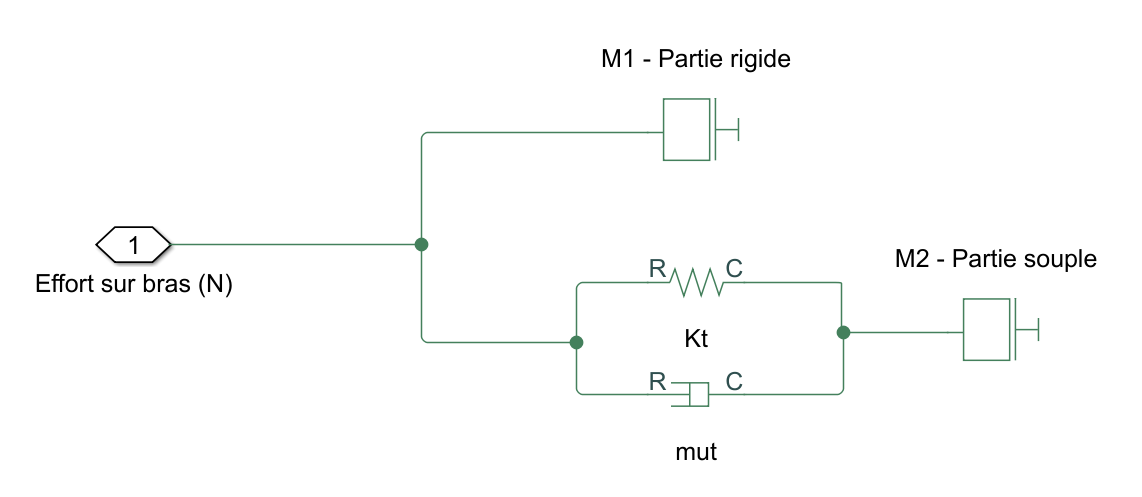 M1 - Partie rigide
1
Effort sur bras (N)
R C
Kt
M2 - Partie souple
R C
mut